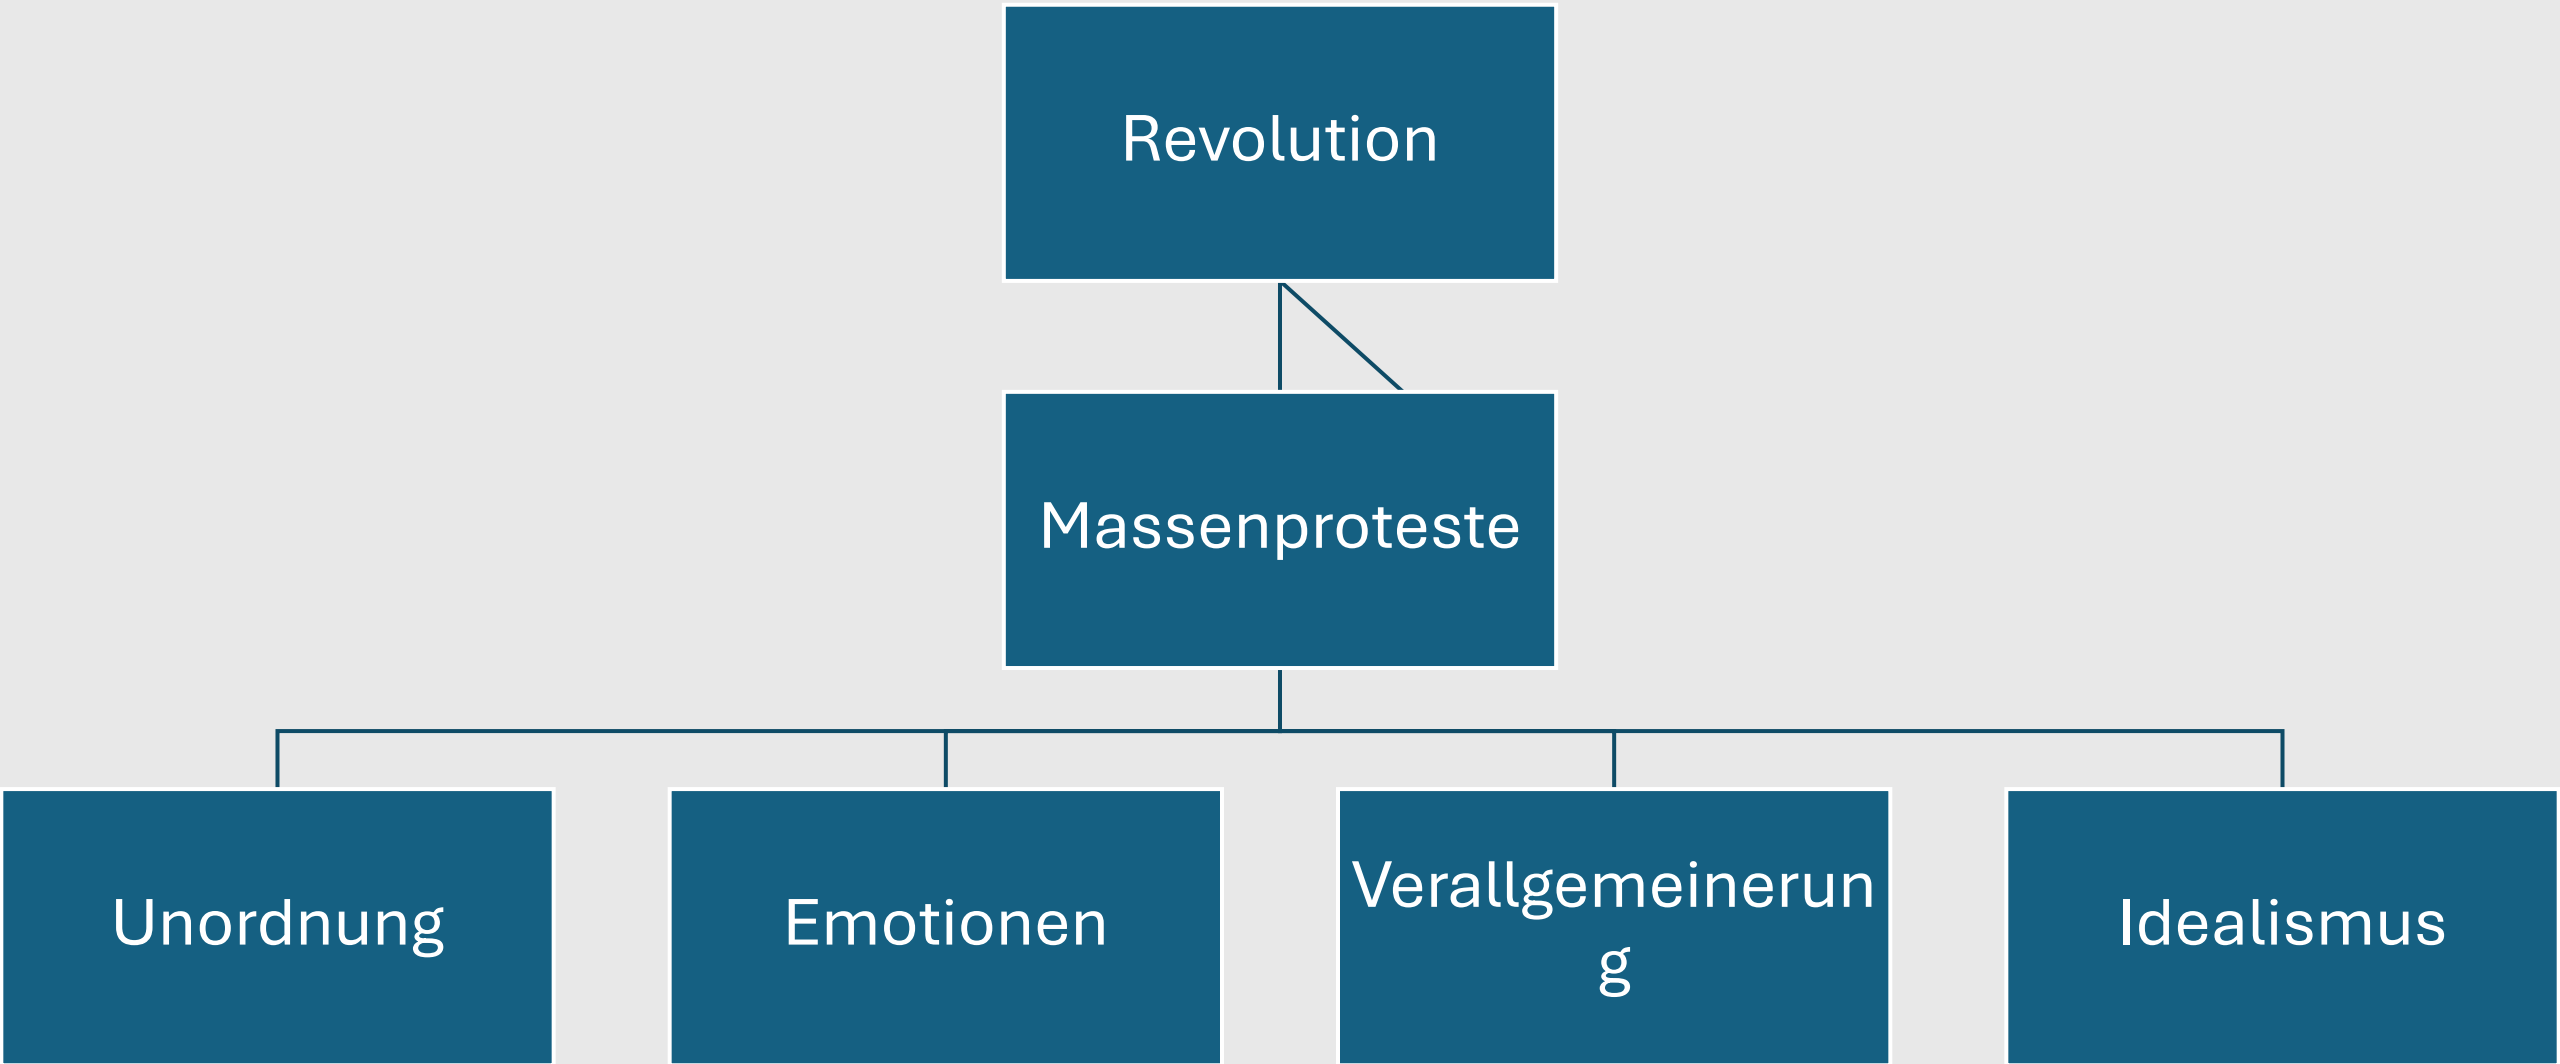 Revolution
Massenproteste
Unordnung
Emotionen
Verallgemeinerun
g
Idealismus